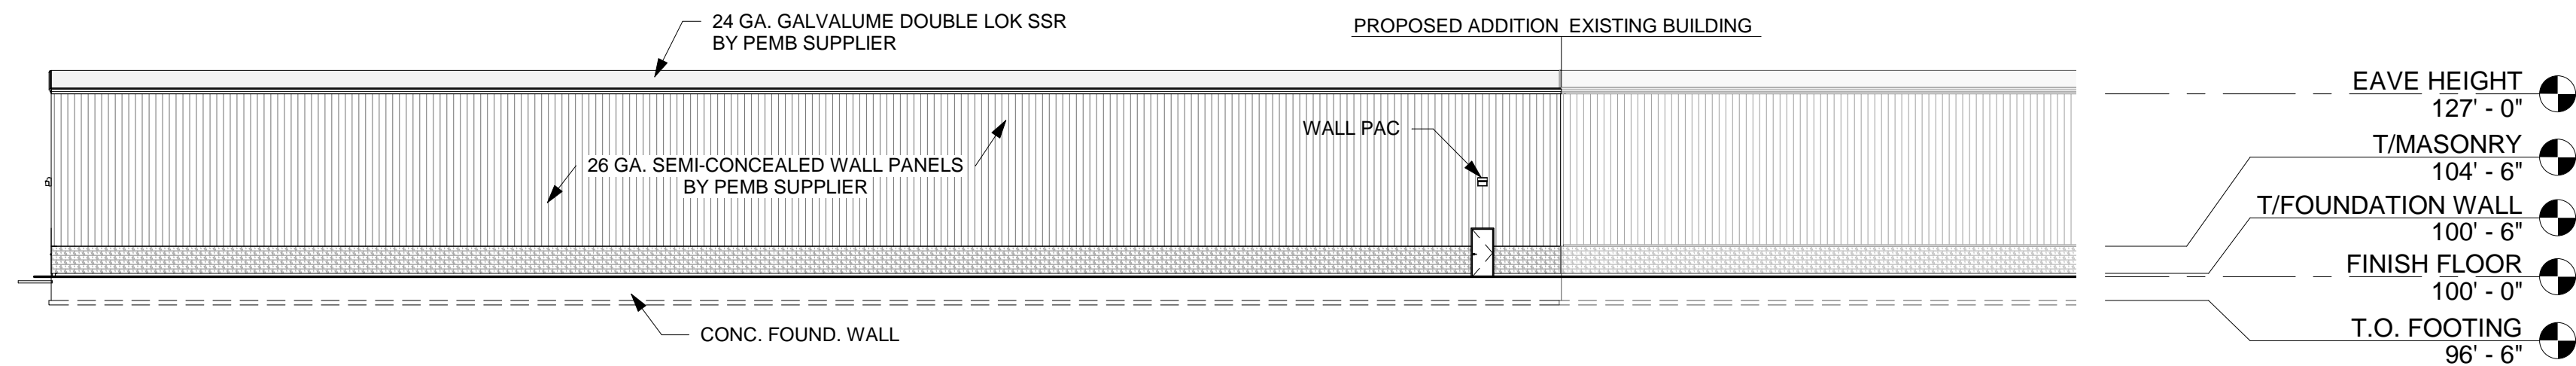 24 GA. GALVALUME DOUBLE LOK SSR
BY PEMB SUPPLIER
PROPOSED ADDITION EXISTING BUILDING
WALL PAC
26 GA. SEMI-CONCEALED WALL PANELS
BY PEMB SUPPLIER
CONC. FOUND. WALL
EAVE HEIGHT
127' - 0"
T/MASONRY
104' - 6"
T/FOUNDATION WALL
100' - 6"
FINISH FLOOR
100' - 0"
T.O. FOOTING
96' - 6"